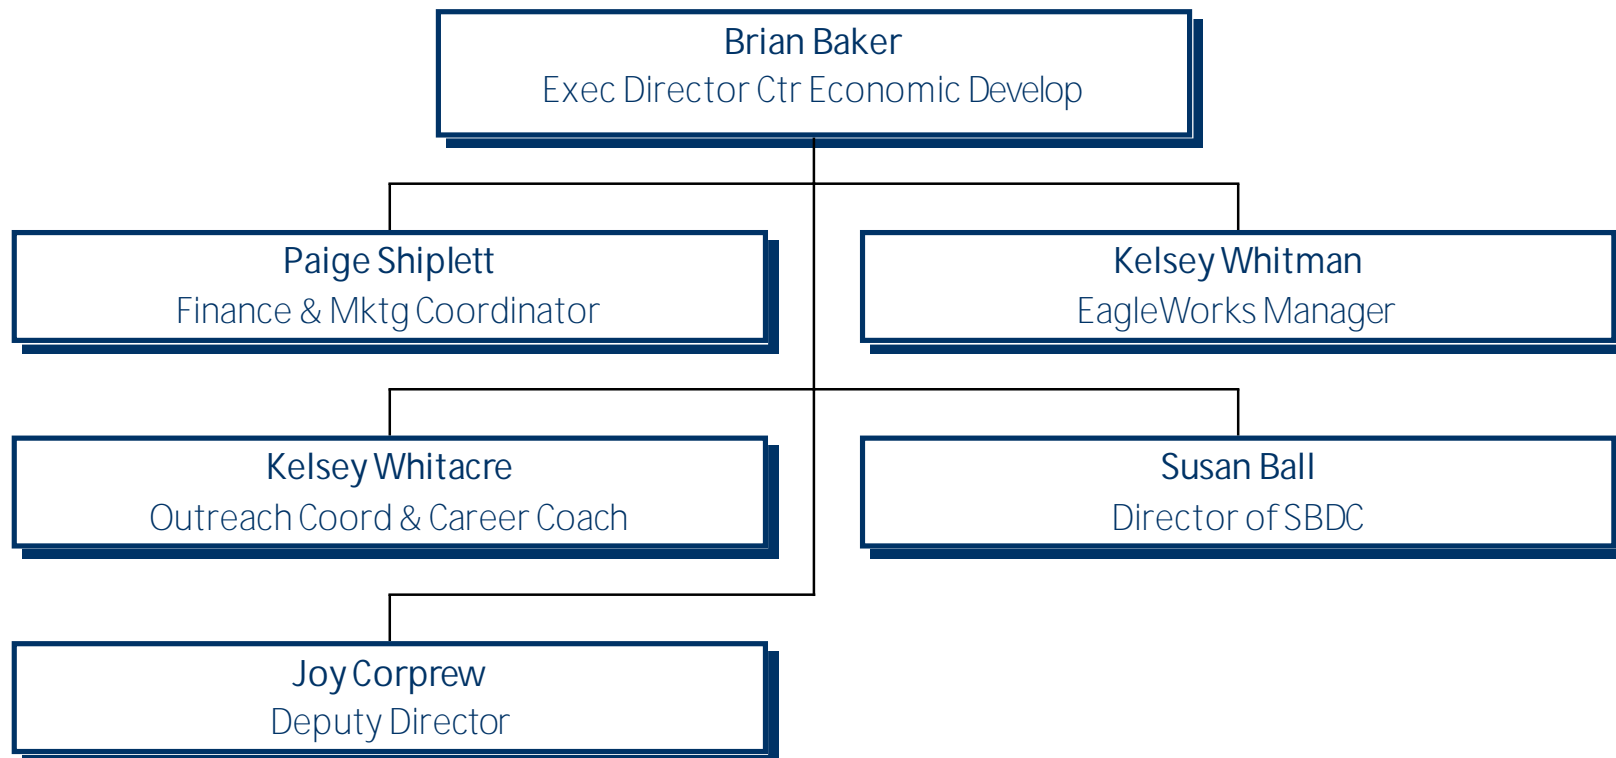 Brian Baker
Exec Director Ctr Economic Develop
Paige Shiplett
Finance & Mktg Coordinator
Kelsey Whitman
EagleWorks Manager
Kelsey Whitacre
Outreach Coord & Career Coach
Susan Ball
Director of SBDC
Joy Corprew
Deputy Director